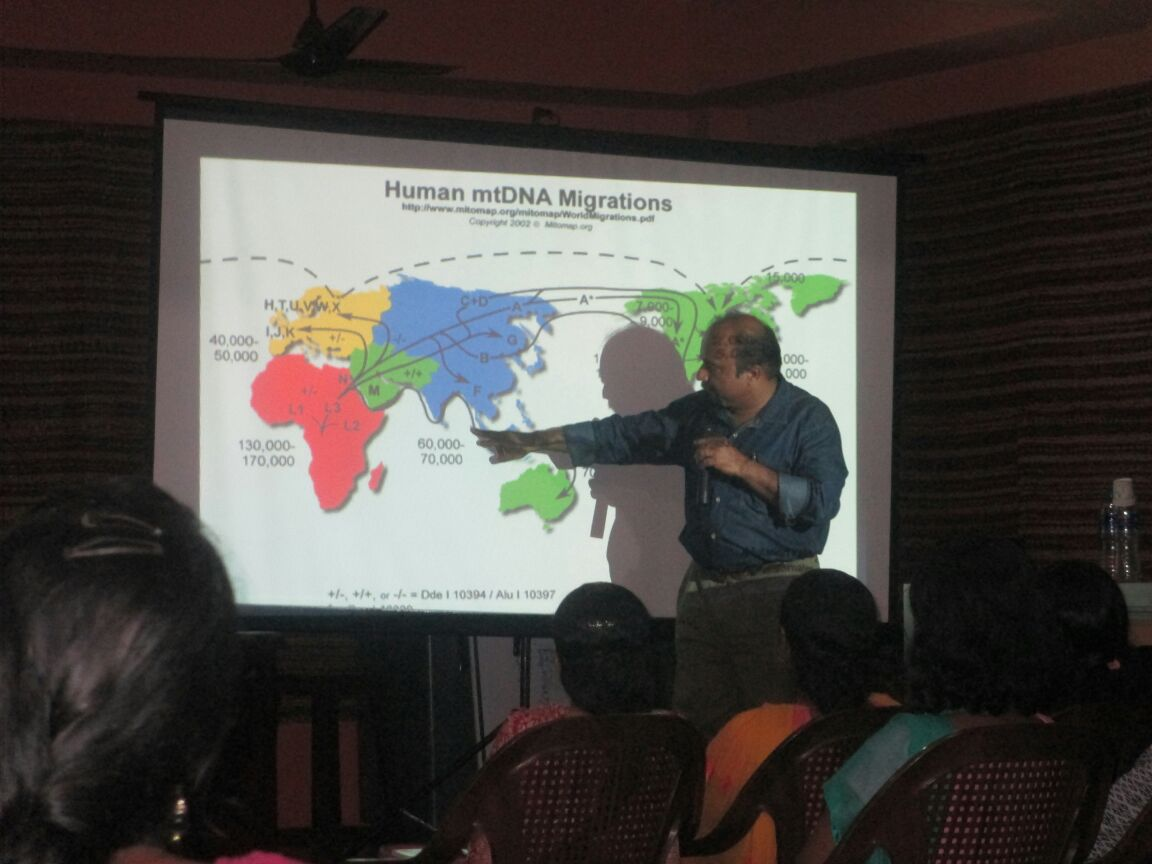 Human mtDNA Migrations
http://www.mitomap.org/mitomap/WorldMigrations.pdf
Copyright 2002 © Mitomap.org
15,000
H,T,U,V,W,X
C+D
A
A*
7,000-
9,000
I,J,K
+/-
-/-
G
A*
40,000-
50,000
B
N
M
+/+
F
+/-
L1
L3
L2
000-
000
130,000-
170,000
60,000-
70,000
+/-, +/+, or -/- = Dde I 10394 / Alu I 10397